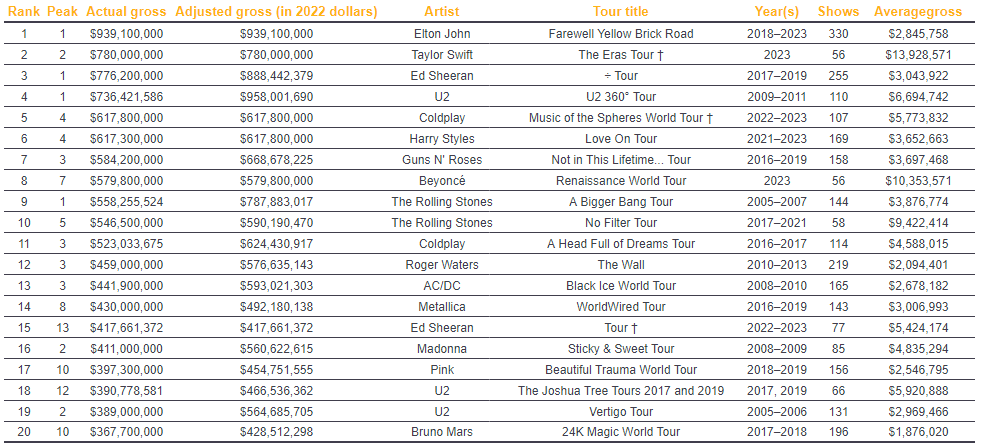 Rank Peak Actual gross Adjusted gross (in 2022 dollars) Artist Tour title Year(s) Shows Averagegross
1 1 $939,100,000 $939,100,000 Elton John Farewell Yellow Brick Road 2018–2023 330 $2,845,758
2 2 $780,000,000 $780,000,000 Taylor Swift The Eras Tour † 2023 56 $13,928,571
3 1 $776,200,000 $888,442,379 Ed Sheeran ÷ Tour 2017–2019 255 $3,043,922
4 1 $736,421,586 $958,001,690 U2 U2 360° Tour 2009–2011 110 $6,694,742
5 4 $617,800,000 $617,800,000 Coldplay Music of the Spheres World Tour † 2022–2023 107 $5,773,832
6 4 $617,300,000 $617,800,000 Harry Styles Love On Tour 2021–2023 169 $3,652,663
7 3 $584,200,000 $668,678,225 Guns N' Roses Not in This Lifetime... Tour 2016–2019 158 $3,697,468
8 7 $579,800,000 $579,800,000 Beyoncé Renaissance World Tour 2023 56 $10,353,571
9 1 $558,255,524 $787,883,017 The Rolling Stones A Bigger Bang Tour 2005–2007 144 $3,876,774
10 5 $546,500,000 $590,190,470 The Rolling Stones No Filter Tour 2017–2021 58 $9,422,414
11 3 $523,033,675 $624,430,917 Coldplay A Head Full of Dreams Tour 2016–2017 114 $4,588,015
12 3 $459,000,000 $576,635,143 Roger Waters The Wall 2010–2013 219 $2,094,401
13 3 $441,900,000 $593,021,303 AC/DC Black Ice World Tour 2008–2010 165 $2,678,182
14 8 $430,000,000 $492,180,138 Metallica WorldWired Tour 2016–2019 143 $3,006,993
15 13 $417,661,372 $417,661,372 Ed Sheeran Tour † 2022–2023 77 $5,424,174
16 2 $411,000,000 $560,622,615 Madonna Sticky & Sweet Tour 2008–2009 85 $4,835,294
17 10 $397,300,000 $454,751,555 Pink Beautiful Trauma World Tour 2018–2019 156 $2,546,795
18 12 $390,778,581 $466,536,362 U2 The Joshua Tree Tours 2017 and 2019 2017, 2019 66 $5,920,888
19 2 $389,000,000 $564,685,705 U2 Vertigo Tour 2005–2006 131 $2,969,466
20 10 $367,700,000 $428,512,298 Bruno Mars 24K Magic World Tour 2017–2018 196 $1,876,020